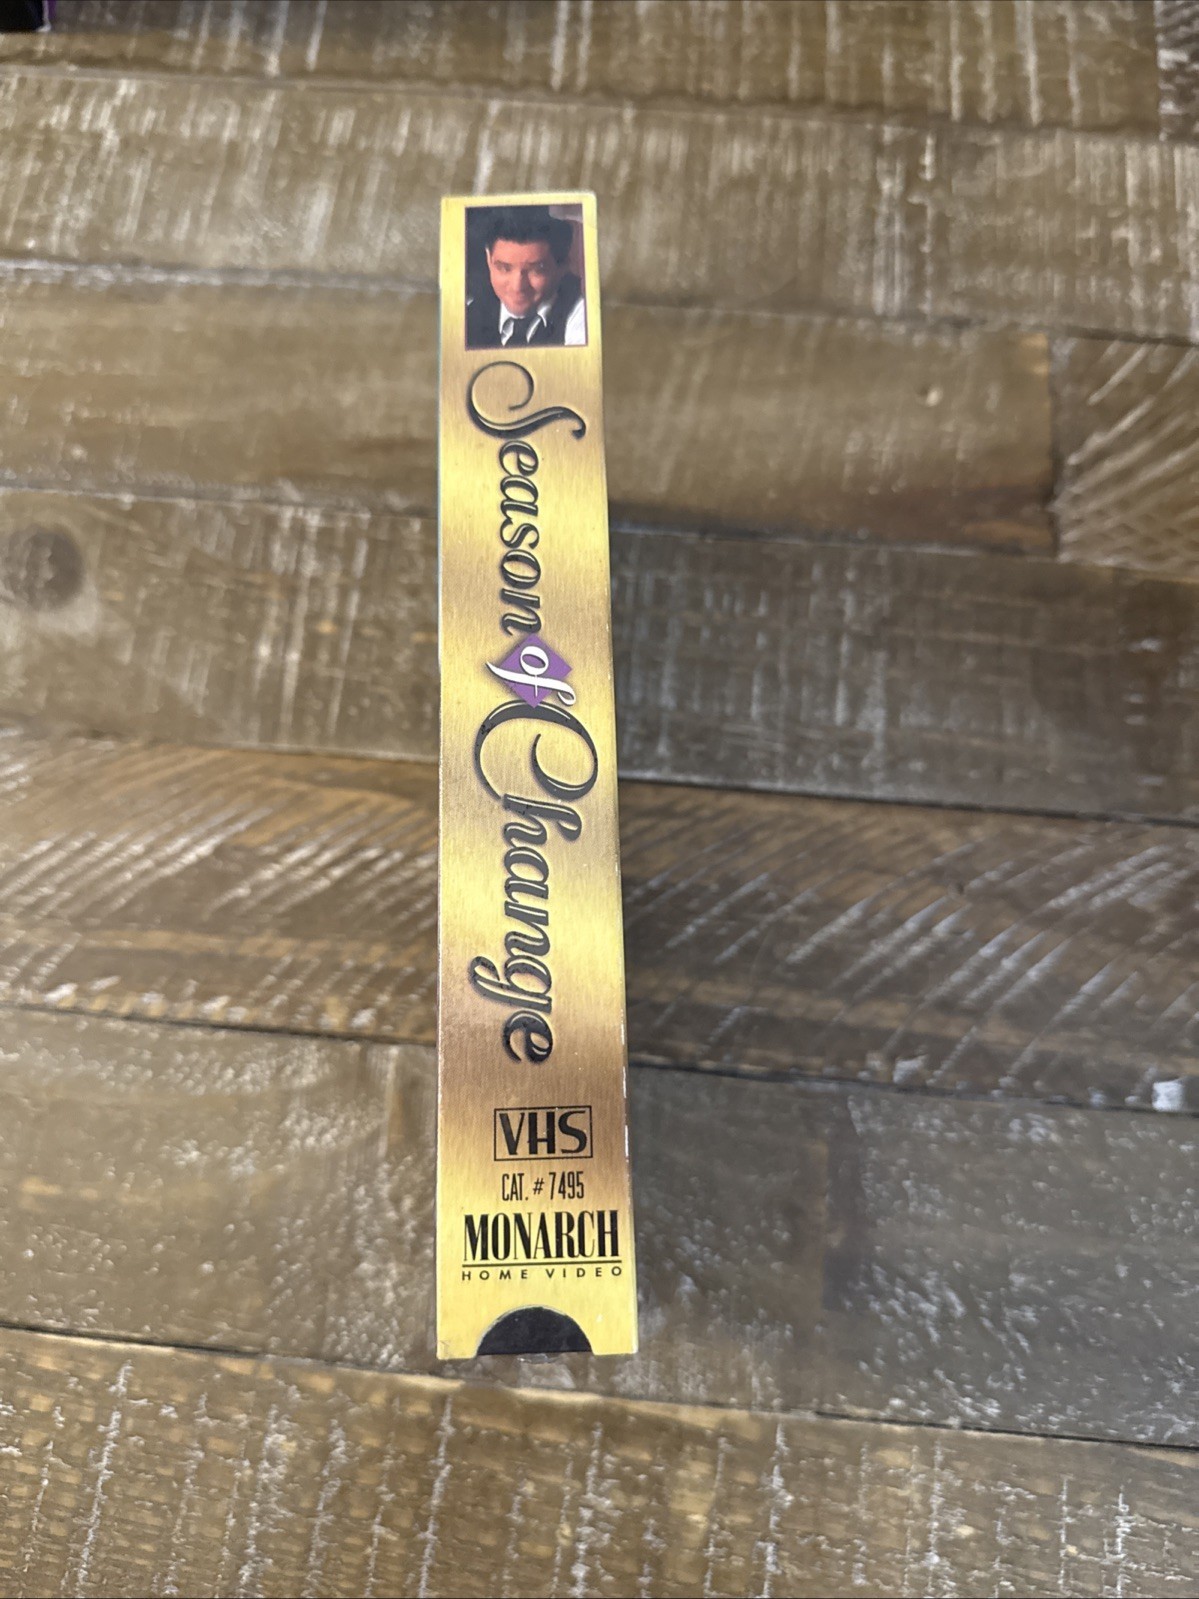 Season of Change
VHS
CAT. # 7495
MONARCH
HOME VIDEO